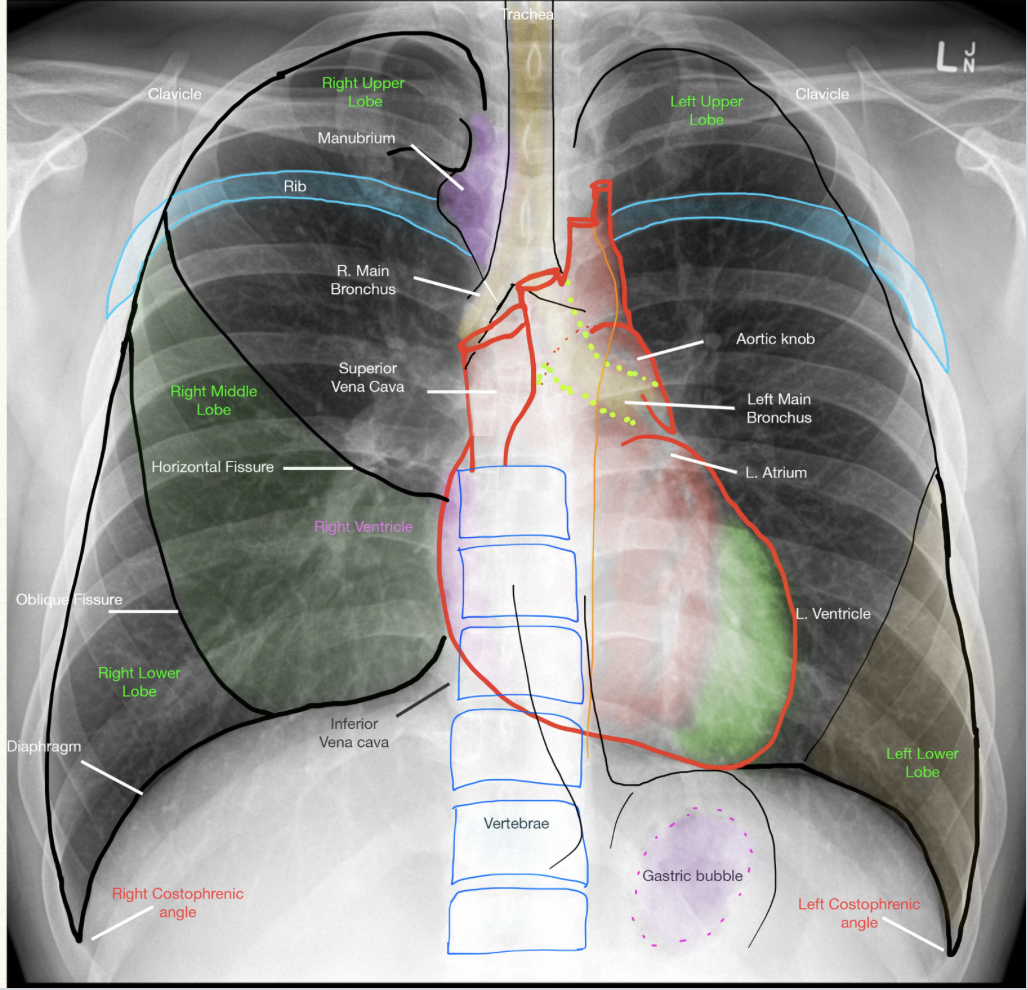 Trachea
L J
N
Right Upper
Lobe
Clavicle
Left Upper
Lobe
Clavicle
Manubrium
Rib
R. Main
Bronchus
Aortic knob
Superior
Vena Cava
Right Middle
Lobe
Left Main
Bronchus
Horizontal Fissure
L. Atrium
Right Ventricle
Oblique Fissure
L. Ventricle
Right Lower
Lobe
Inferior
Vena cava
Diaphragm
Left Lower
Lobe
Vertebrae
Gastric bubble
Right Costophrenic
angle
Left Costophrenic
angle